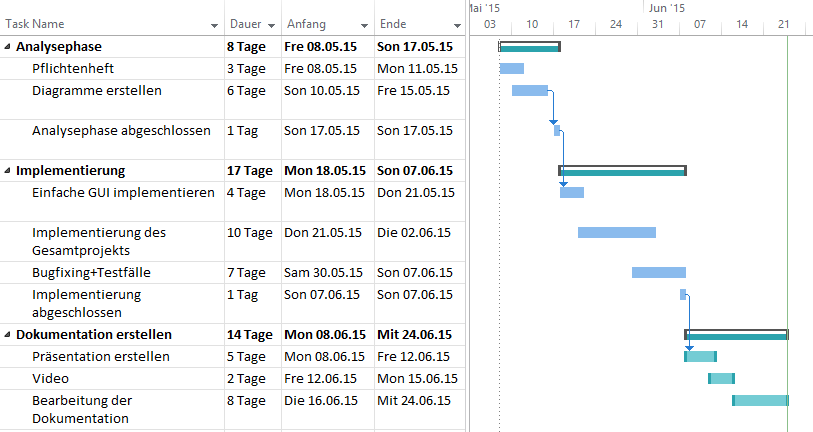 Mai '15 Jun '15
Task Name Dauer Anfang Ende 03 10 17 24 31 07 14 21
Analysephase 8 Tage Fre 08.05.15 Son 17.05.15
Pflichtenheft 3 Tage Fre 08.05.15 Mon 11.05.15
Diagramme erstellen 6 Tage Son 10.05.15 Fre 15.05.15
Analysephase abgeschlossen 1 Tag Son 17.05.15 Son 17.05.15
Implementierung 17 Tage Mon 18.05.15 Son 07.06.15
Einfache GUI implementieren 4 Tage Mon 18.05.15 Don 21.05.15
Implementierung des 10 Tage Don 21.05.15 Die 02.06.15
Gesamtprojekts
Bugfixing+Testfälle 7 Tage Sam 30.05.15 Son 07.06.15
Implementierung 1 Tag Son 07.06.15 Son 07.06.15
abgeschlossen
Dokumentation erstellen 14 Tage Mon 08.06.15 Mit 24.06.15
Präsentation erstellen 5 Tage Mon 08.06.15 Fre 12.06.15
Video 2 Tage Fre 12.06.15 Mon 15.06.15
Bearbeitung der 8 Tage Die 16.06.15 Mit 24.06.15
Dokumentation